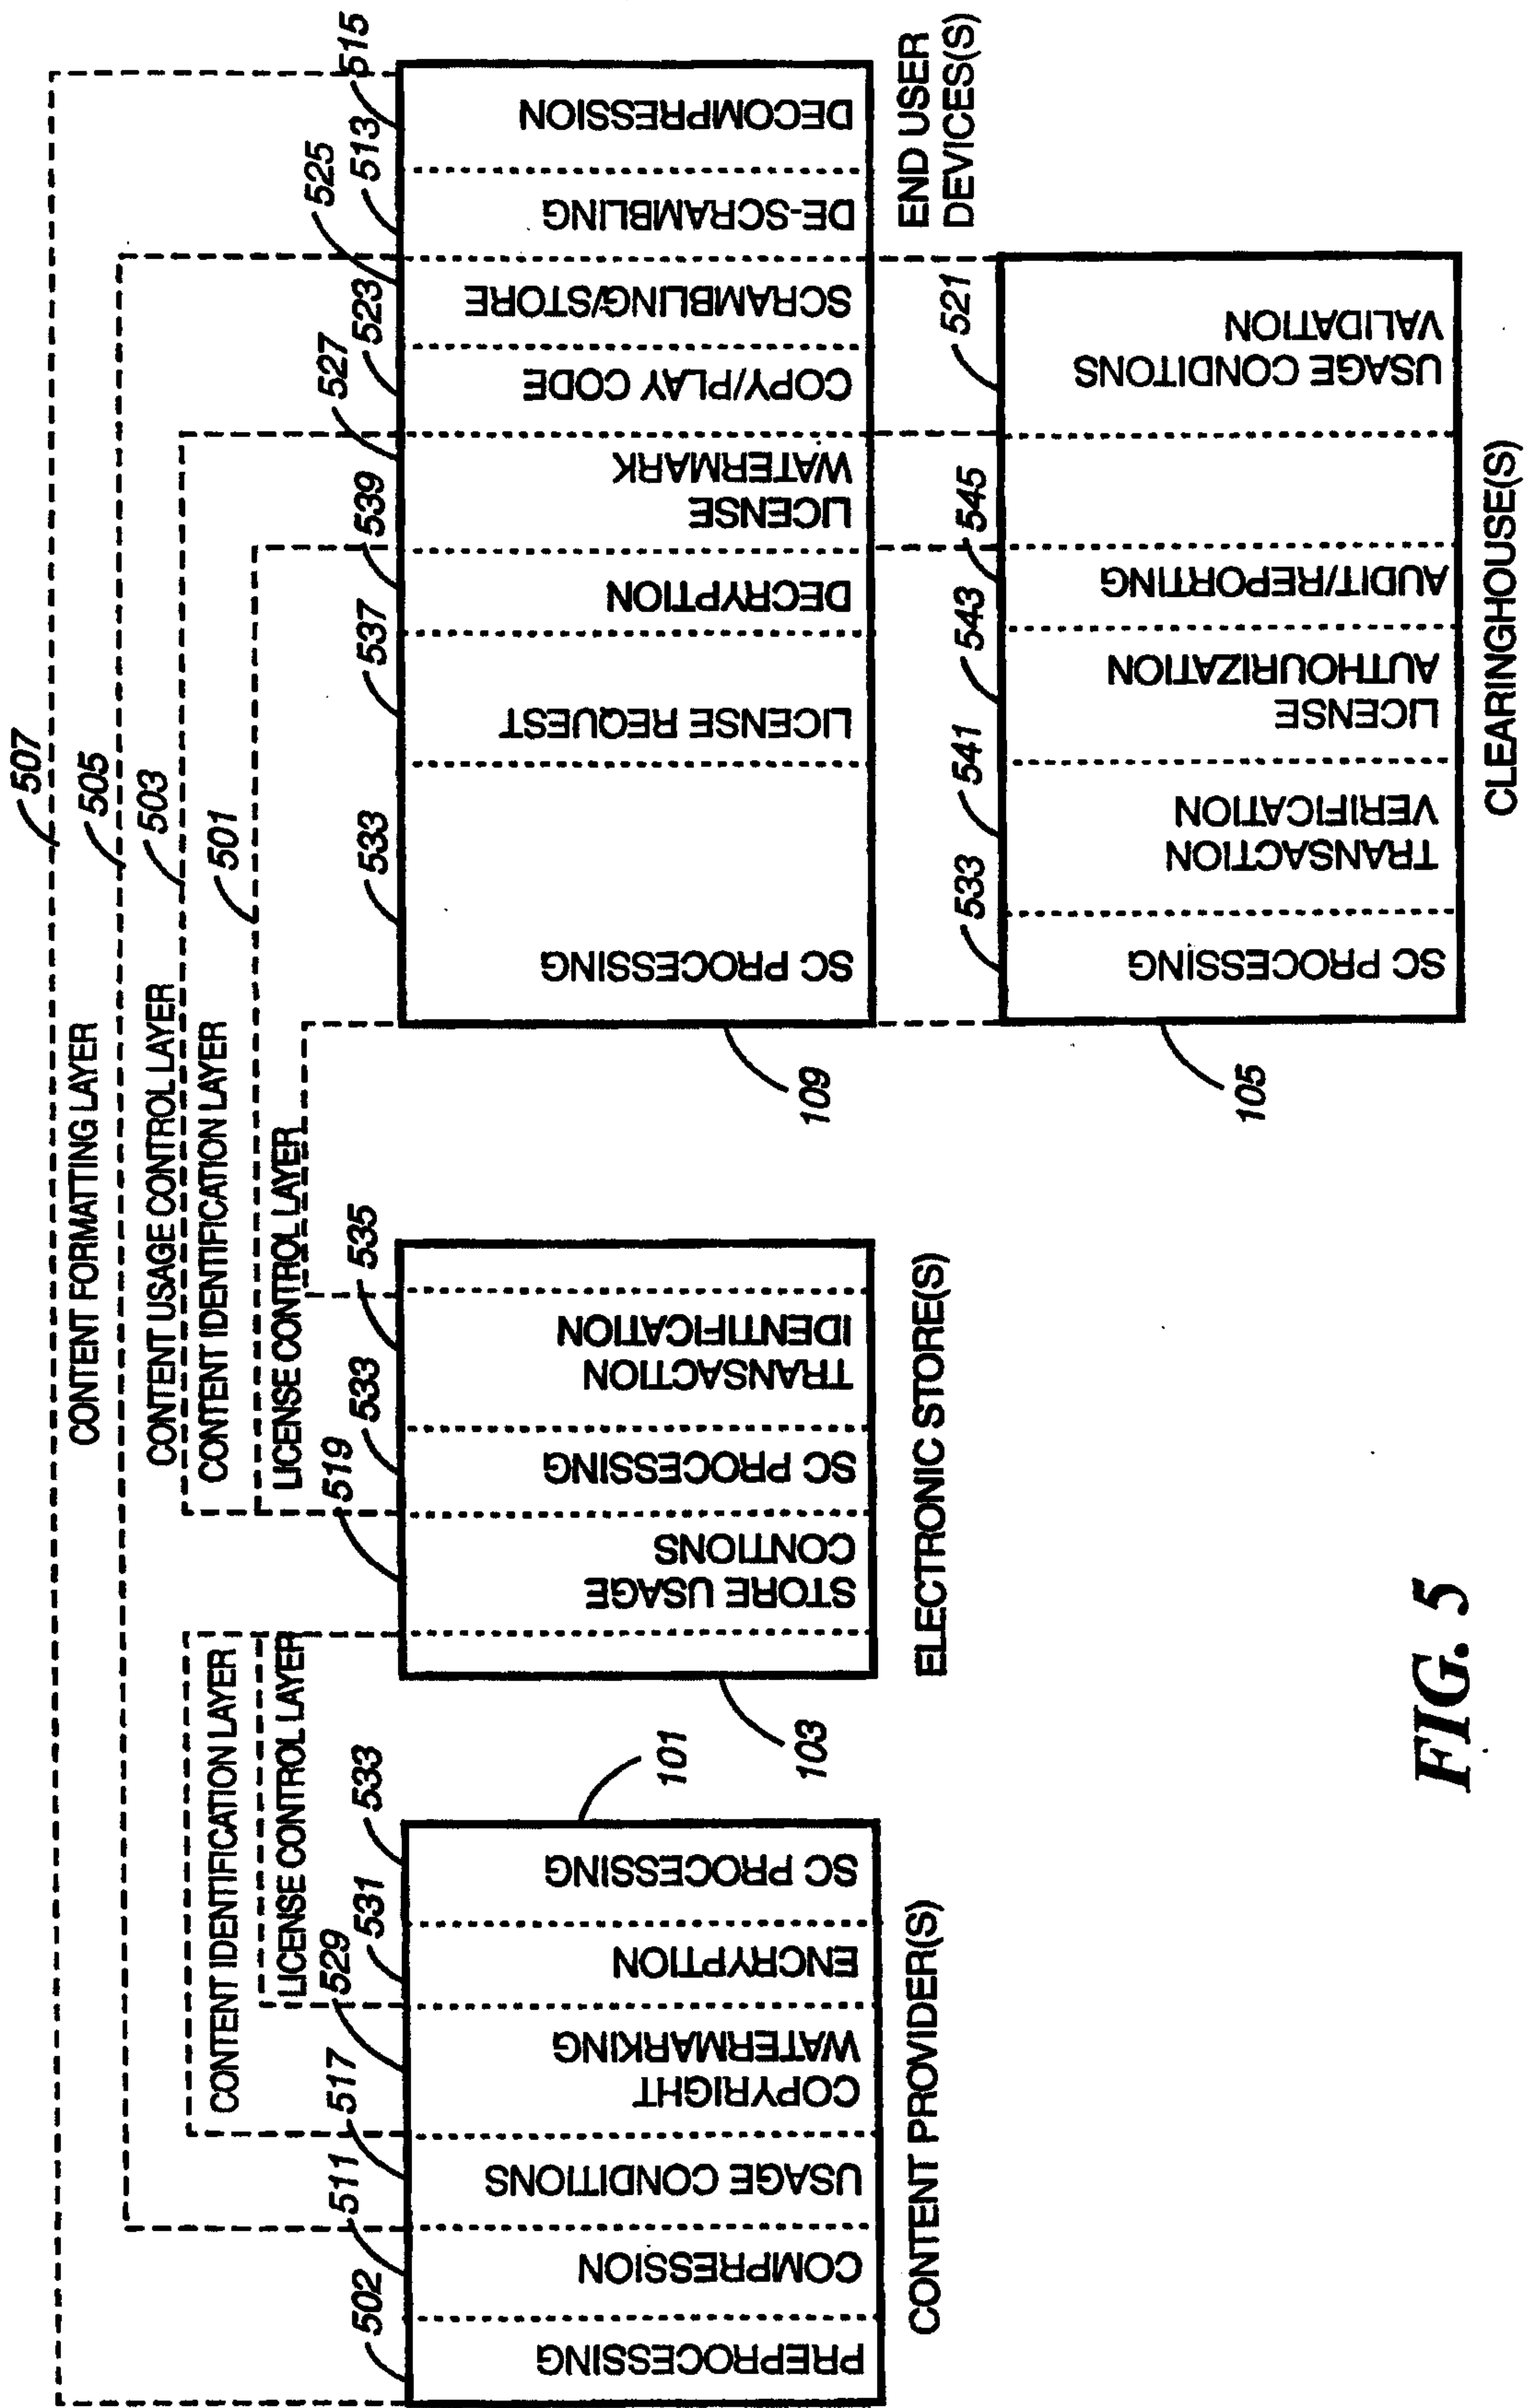 507
CONTENT FORMATTING LAYER
505
CONTENT USAGE CONTROL LAYER
503
CONTENT IDENTIFICATION LAYER
501
LICENSE CONTROL LAYER
CONTENT IDENTIFICATION LAYER
LICENSE CONTROL LAYER
502
511
517
529
531
533
PREPROCESSING
COMPRESSION
USAGE CONDITIONS
COPYRIGHT
WATERMARKING
ENCRYPTION
SC PROCESSING
101
CONTENT PROVIDER(S)
519
533
535
STORE USAGE
CONTIONS
SC PROCESSING
TRANSACTION
IDENTIFICATION
103
ELECTRONIC STORE(S)
533
537
539
527
523
525
513
515
SC PROCESSING
LICENSE REQUEST
DECRYPTION
LICENSE
WATERMARK
COPY/PLAY CODE
SCRAMBLING/STORE
DE-SCRAMBLING
DECOMPRESSION
109
END USER
DEVICES(S)
533
541
543
545
521
SC PROCESSING
TRANSACTION
VERIFICATION
LICENSE
AUTHOURIZATION
AUDIT/REPORTING
USAGE CONDITONS
VALIDATION
105
CLEARINGHOUSE(S)
FIG. 5